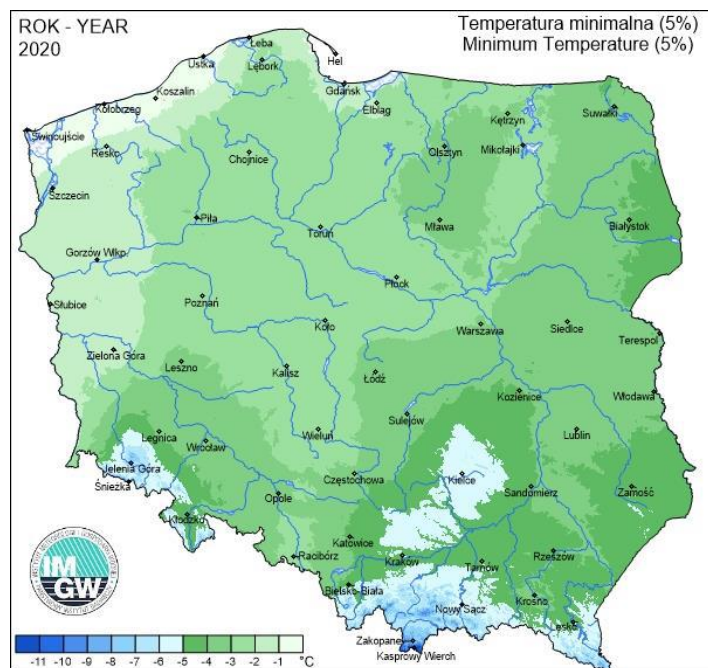 ROK - YEAR
2020
Temperatura minimalna (5%)
Minimum Temperature (5%)
Łeba
Hel
Ustka
Lębork
Gdańsk
Koszalin
Kołobrzeg
Elbląg
Kętrzyn
Suwałki
Świnoujście
Resko
Chojnice
Olsztyn
Mikołajki
Szczecin
Piła
Toruń
Mława
Białystok
Gorzów Wlkp.
Płock
Słubice
Poznań
Koło
Warszawa
Siedlce
Terespol
Zielona Góra
Leszno
Kalisz
Łódź
Kozienice
Włodawa
Sulejów
Legnica
Wrocław
Wieluń
Lublin
Jelenia Góra
Śnieżka
Częstochowa
Kielce
Sandomierz
Zamość
Opole
Kłodzko
Katowice
Racibórz
Kraków
Tarnów
Rzeszów
Bielsko-Biała
Nowy Sącz
Krosno
Lesko
Zakopane
Kasprowy Wierch
IMGW
-11 -10 -9 -8 -7 -6 -5 -4 -3 -2 -1 °C